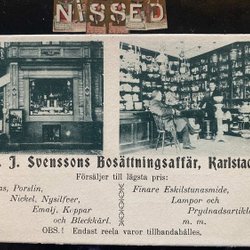 NISSED
J. Svenssons Bosättningsaffär, Karlstad
Försäljer till lägsta pris:
Porslin,
Nickel, Nysilfver,
Emalj, Koppar
och Bleckkärl.
Finare Eskilstunasmide,
Lampor och
Prydnadsartikla
m. m.
OBS.! Endast reela varor tillhandahålles.